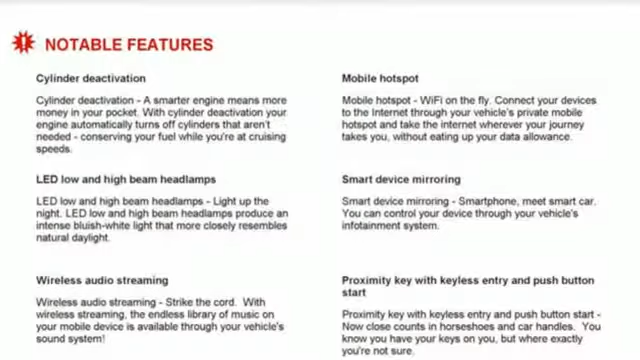 NOTABLE FEATURES
Cylinder deactivation
Cylinder deactivation - A smarter engine means more
money in your pocket. With cylinder deactivation your
engine automatically turns off cylinders that aren't
needed - conserving your fuel while you're at cruising
speeds.
LED low and high beam headlamps
LED low and high beam headlamps - Light up the
night. LED low and high beam headlamps produce an
intense bluish-white light that more closely resembles
natural daylight.
Wireless audio streaming
Wireless audio streaming - Strike the cord.  With
wireless streaming, the endless library of music on
your mobile device is available through your vehicle's
sound system!
Mobile hotspot
Mobile hotspot - WiFi on the fly. Connect your devices
to the Internet through your vehicle's private mobile
hotspot and take the internet wherever your journey
takes you, without eating up your data allowance.
Smart device mirroring
Smart device mirroring - Smartphone, meet smart car.
You can control your device through your vehicle's
infotainment system.
Proximity key with keyless entry and push button
start
Proximity key with keyless entry and push button start -
Now close counts in horseshoes and car handles.  You
know you have your keys on you, but where exactly
you're not sure.